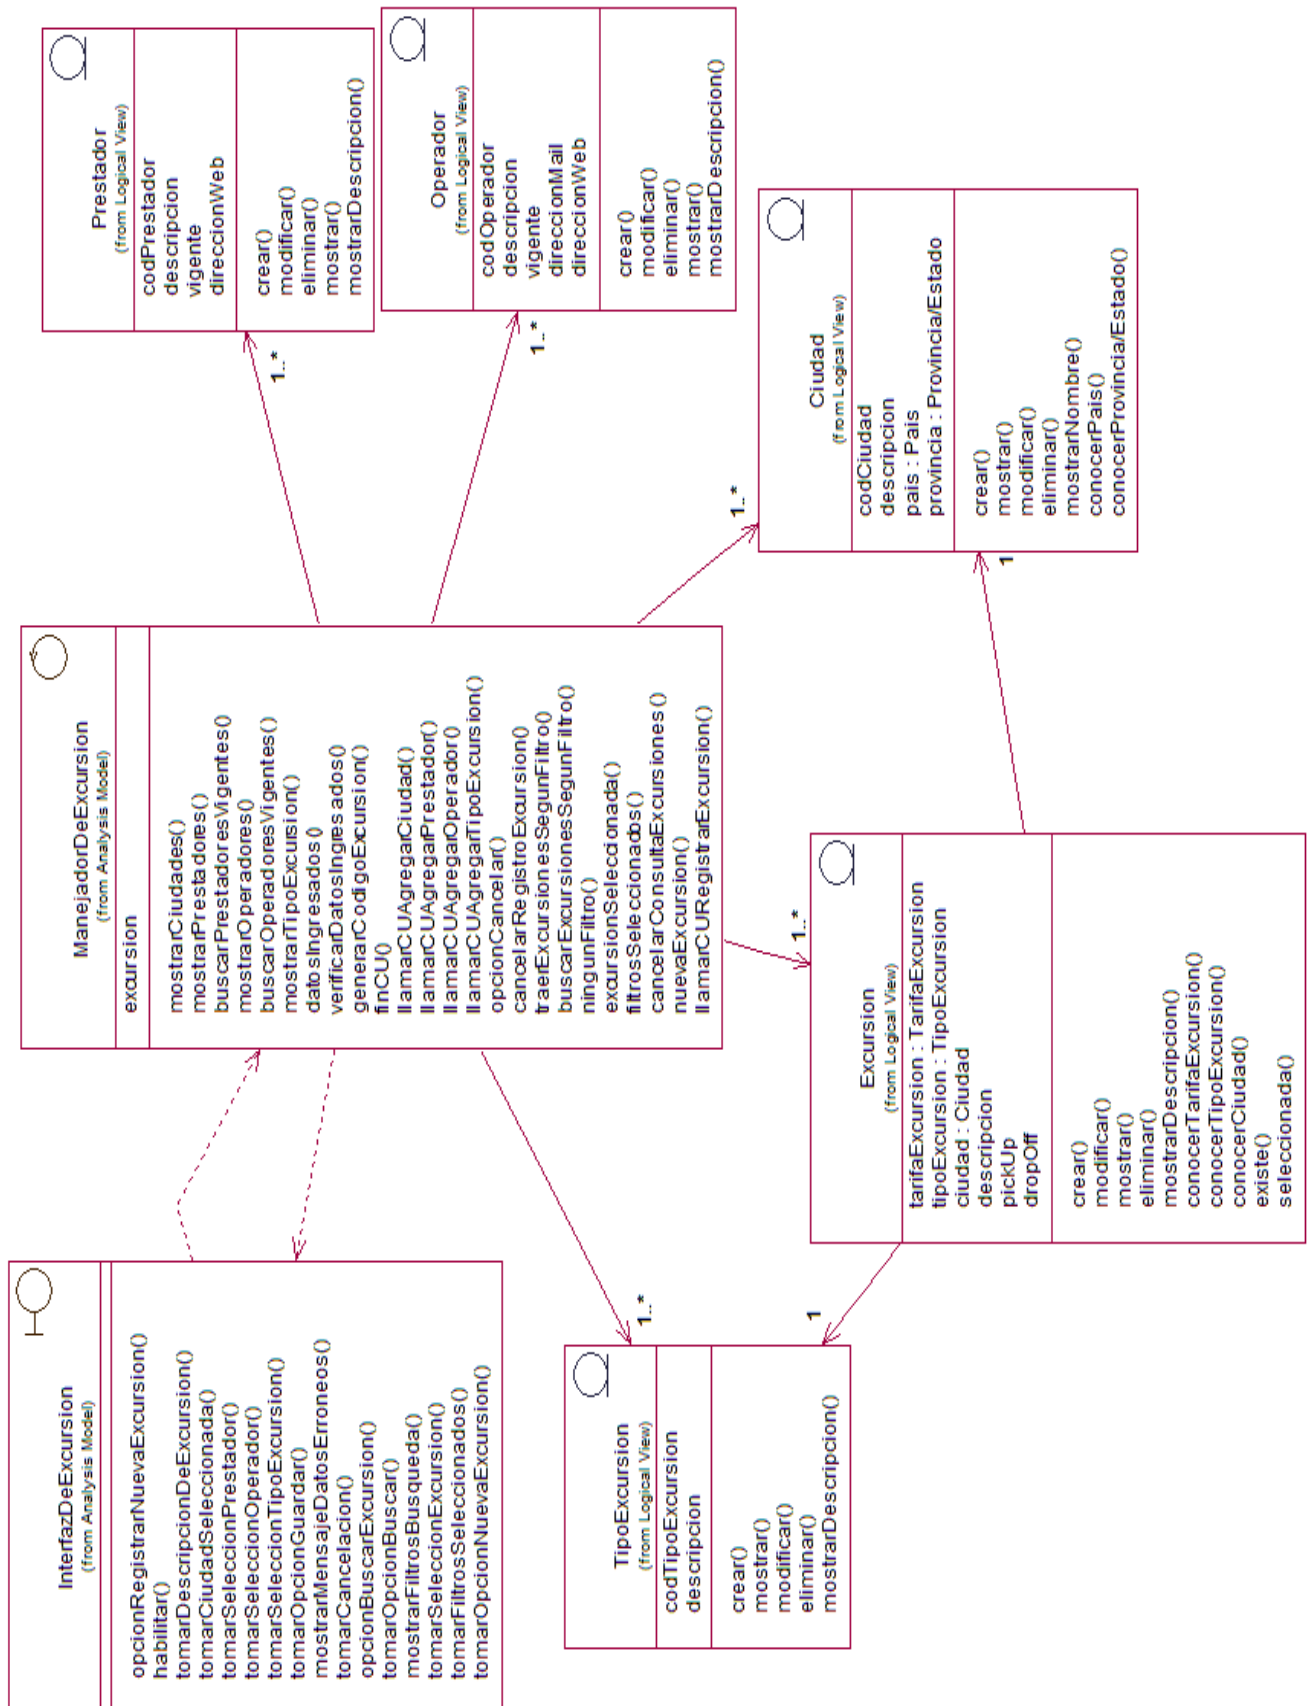 InterfazDeExcursion
(from Analysis Model)
opcionRegistrarNuevaExcursion()
habilitar()
tomarDescripcionDeExcursion()
tomarCiudadSeleccionada()
tomarSeleccionPrestador()
tomarSeleccionOperador()
tomarSeleccionTipoExcursion()
tomarOpcionGuardar()
mostrarMensajeDatosErroneos()
tomarCancelacion()
opcionBuscarExcursion()
tomarOpcionBuscar()
mostrarFiltrosBusqueda()
tomarSeleccionExcursion()
tomarFiltrosSeleccionados()
tomarOpcionNuevaExcursion()
ManejadorDeExcursion
(from Analysis Model)
excursion
mostrarCiudades()
mostrarPrestadores()
buscarPrestadoresVigentes()
mostrarOperadores()
buscarOperadoresVigentes()
mostrarTipoExcursion()
datosIngresados()
verificarDatosIngresados()
generarCodigoExcursion()
finCU()
llamarCUAgregarCiudad()
llamarCUAgregarPrestador()
llamarCUAgregarOperador()
llamarCUAgregarTipoExcursion()
opcionCancelar()
cancelarRegistroExcursion()
traerExcursionesSegunFiltro()
buscarExcursionesSegunFiltro()
ningunFiltro()
excursionSeleccionada()
filtrosSeleccionados()
cancelarConsultaExcursiones()
nuevaExcursion()
llamarCURegistrarExcursion()
Prestador
(from Logical View)
codPrestador
descripcion
vigente
direccionWeb
crear()
modificar()
eliminar()
mostrar()
mostrarDescripcion()
1..*
Operador
(from Logical View)
codOperador
descripcion
vigente
direccionMail
direccionWeb
crear()
modificar()
eliminar()
mostrar()
mostrarDescripcion()
1..*
TipoExcursion
(from Logical View)
codTipoExcursion
descripcion
crear()
mostrar()
modificar()
eliminar()
mostrarDescripcion()
1..*
1
Excursion
(from Logical View)
tarifaExcursion : TarifaExcursion
tipoExcursion : TipoExcursion
ciudad : Ciudad
descripcion
pickUp
dropOff
crear()
modificar()
mostrar()
eliminar()
mostrarDescripcion()
conocerTarifaExcursion()
conocerTipoExcursion()
conocerCiudad()
existe()
seleccionada()
1..*
Ciudad
(from Logical View)
codCiudad
descripcion
pais : Pais
provincia : Provincia/Estado
crear()
mostrar()
modificar()
eliminar()
mostrarNombre()
conocerPais()
conocerProvincia/Estado()
1..*
1